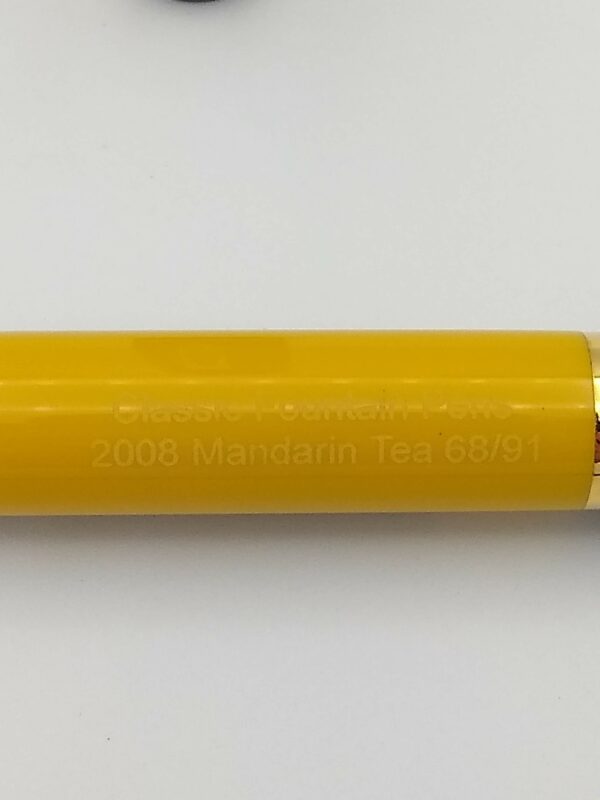 Classic Fountain Pens
2008 Mandarin Tea 68/91